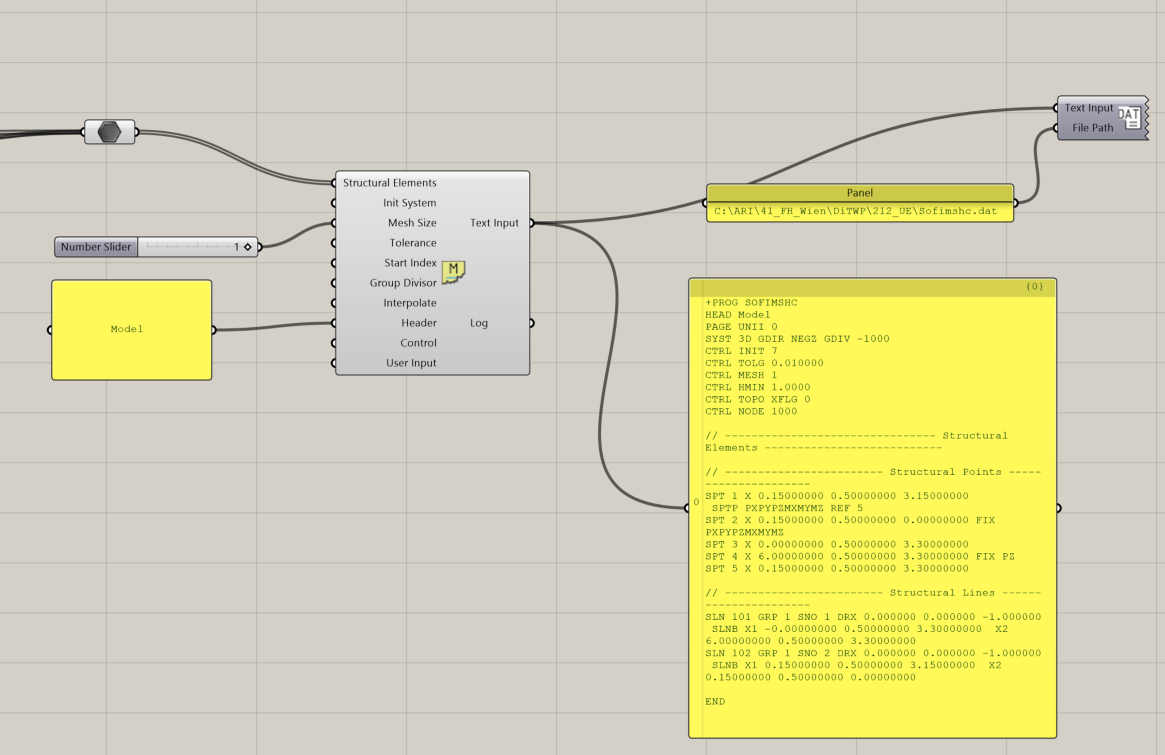 Text Input
DAT
File Path
Panel
C:\ARI\41_FH_Wien\DiTWP\212_UE\Sofimshc.dat
Structural Elements
Init System
Mesh Size
Text Input
Tolerance
Start Index
M
Group Divisor
Interpolate
Header
Log
Control
User Input
Number Slider
1
Model
{0}
0
+PROG SOFIMSHC
HEAD Model
PAGE UNII 0
SYST 3D GDIR NEGZ GDIV -1000
CTRL INIT 7
CTRL TOLG 0.010000
CTRL MESH 1
CTRL HMIN 1.0000
CTRL TOPO XFLG 0
CTRL NODE 1000
// -------------------------------- Structural
Elements ---------------------------
// ------------------------ Structural Points -----
----------------
SPT 1 X 0.15000000 0.50000000 3.15000000
SPTP PXPYPZMXMYMZ REF 5
SPT 2 X 0.15000000 0.50000000 0.00000000 FIX
PXPYPZMXMYMZ
SPT 3 X 0.00000000 0.50000000 3.30000000
SPT 4 X 6.00000000 0.50000000 3.30000000 FIX PZ
SPT 5 X 0.15000000 0.50000000 3.30000000
// ------------------------ Structural Lines ------
----------------
SLN 101 GRP 1 SNO 1 DRX 0.000000 0.000000 -1.000000
SLNB X1 -0.00000000 0.50000000 3.30000000 X2
6.00000000 0.50000000 3.30000000
SLN 102 GRP 1 SNO 2 DRX 0.000000 0.000000 -1.000000
SLNB X1 0.15000000 0.50000000 3.15000000 X2
0.15000000 0.50000000 0.00000000
END